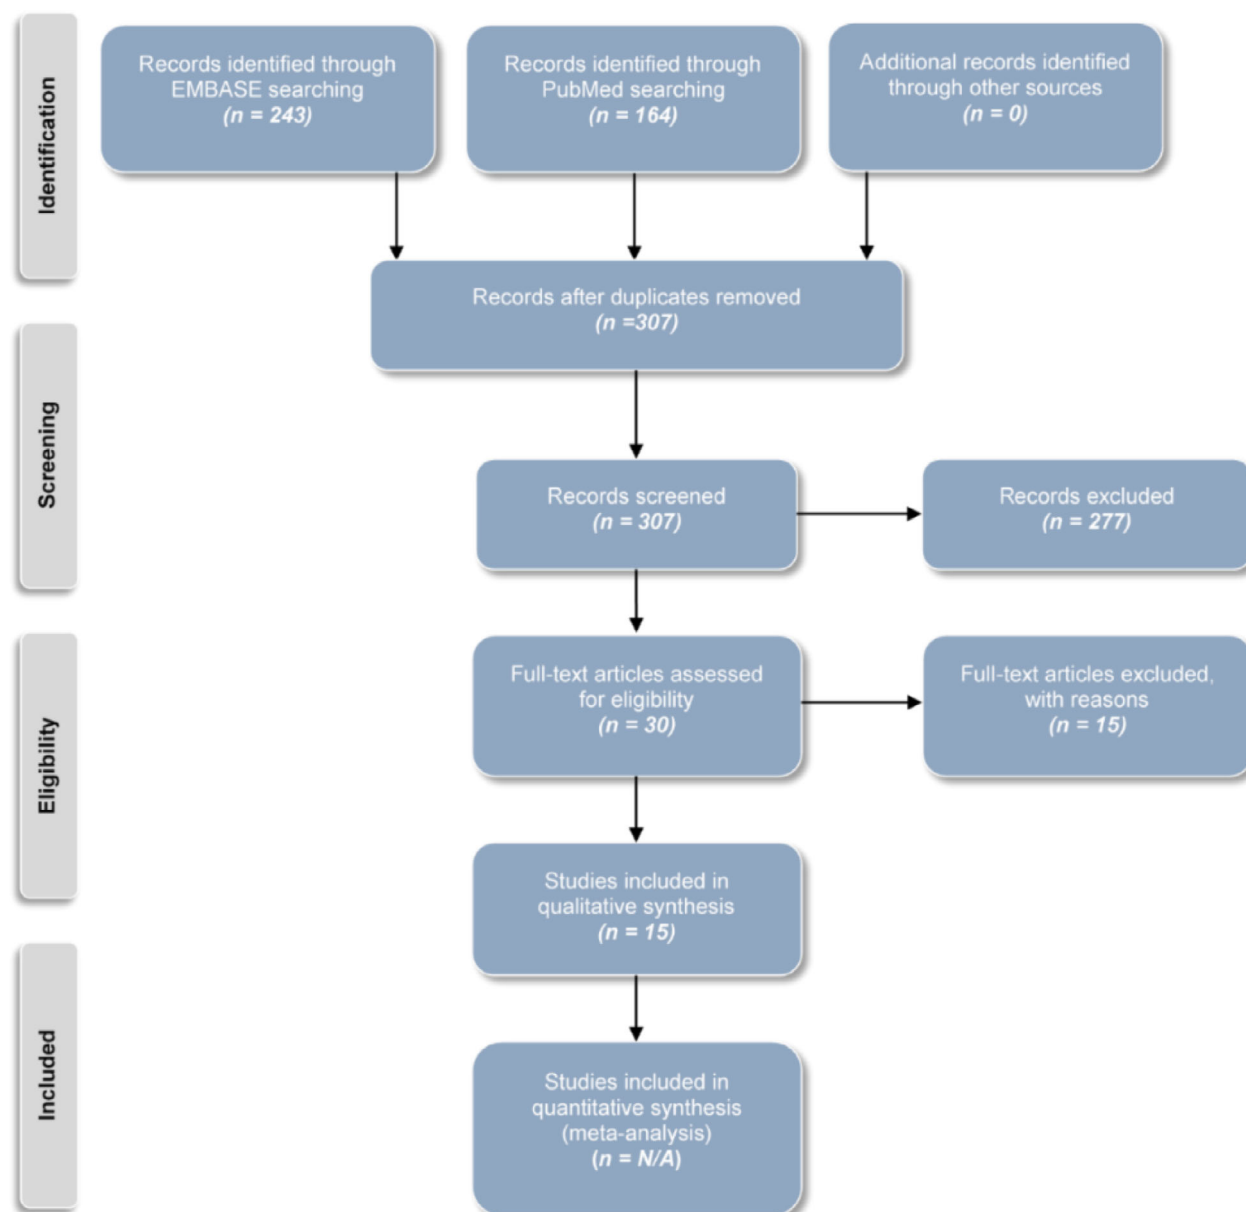 Identification
Records identified through
EMBASE searching
(n = 243)
Records identified through
PubMed searching
(n = 164)
Additional records identified
through other sources
(n = 0)
Records after duplicates removed
(n =307)
Screening
Records screened
(n = 307)
Records excluded
(n = 277)
Eligibility
Full-text articles assessed
for eligibility
(n = 30)
Full-text articles excluded,
with reasons
(n = 15)
Studies included in
qualitative synthesis
(n = 15)
Included
Studies included in
quantitative synthesis
(meta-analysis)
(n = N/A)